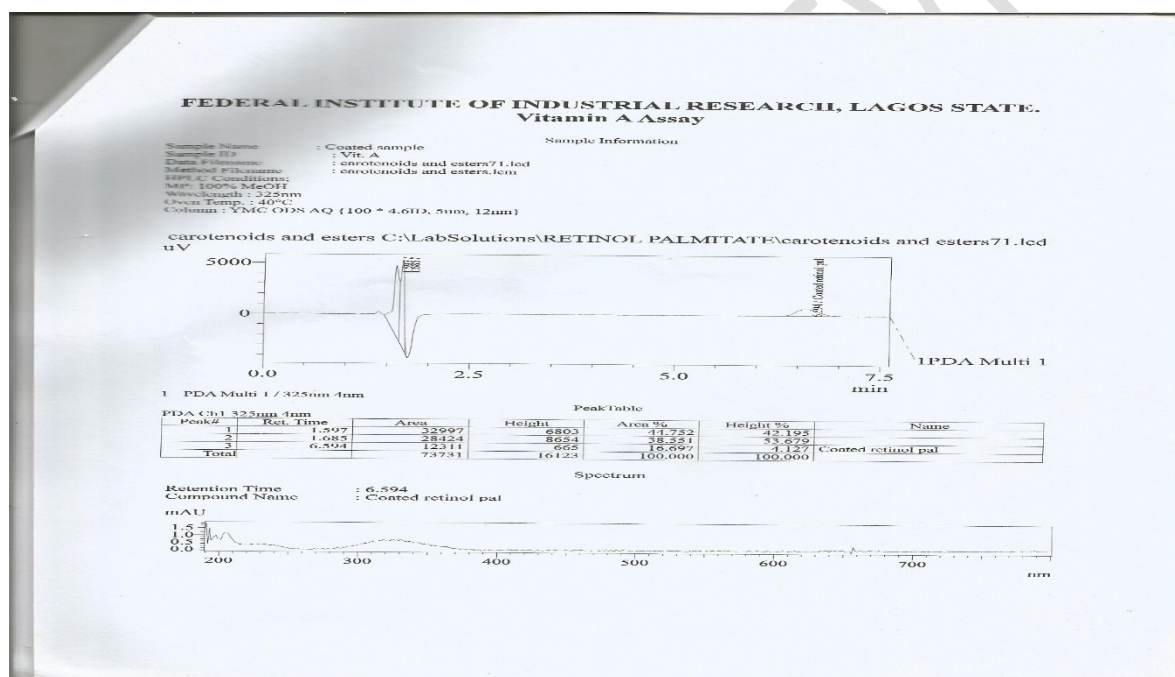 FEDERAL INSTITUTE OF INDUSTRIAL RESEARCH, LAGOS STATE.
Vitamin A Assay
Sample Information
Sample Name : Coated sample
Sample ID : Vit. A
Data Filename : carotenoids and esters71.lcd
Method Filename : carotenoids and esters.lcm
HPLC Conditions;
MP: 100% MeOH
Wavelength : 325nm
Oven Temp. : 40°C
Column : YMC ODS AQ {100 * 4.6ID, 5nm, 12nm}
carotenoids and esters C:\LabSolutions\RETINOL PALMITATE\carotenoids and esters71.lcd
uV
5000
0
6.594 / Coated retinol pal
0.0 2.5 5.0 7.5
min
1PDA Multi 1
1 PDA Multi 1 / 325nm 4nm
PeakTable
PDA Ch1 325nm 4nm
Peak# Ret. Time Area Height Area % Height % Name
1 1.597 32997 6803 44.752 42.195
2 1.685 28424 8654 38.551 53.679
3 6.594 12311 665 16.697 4.127 Coated retinol pal
Total 73731 16123 100.000 100.000
Spectrum
Retention Time : 6.594
Compound Name : Coated retinol pal
mAU
1.5
1.0
0.5
0.0
200 300 400 500 600 700
nm